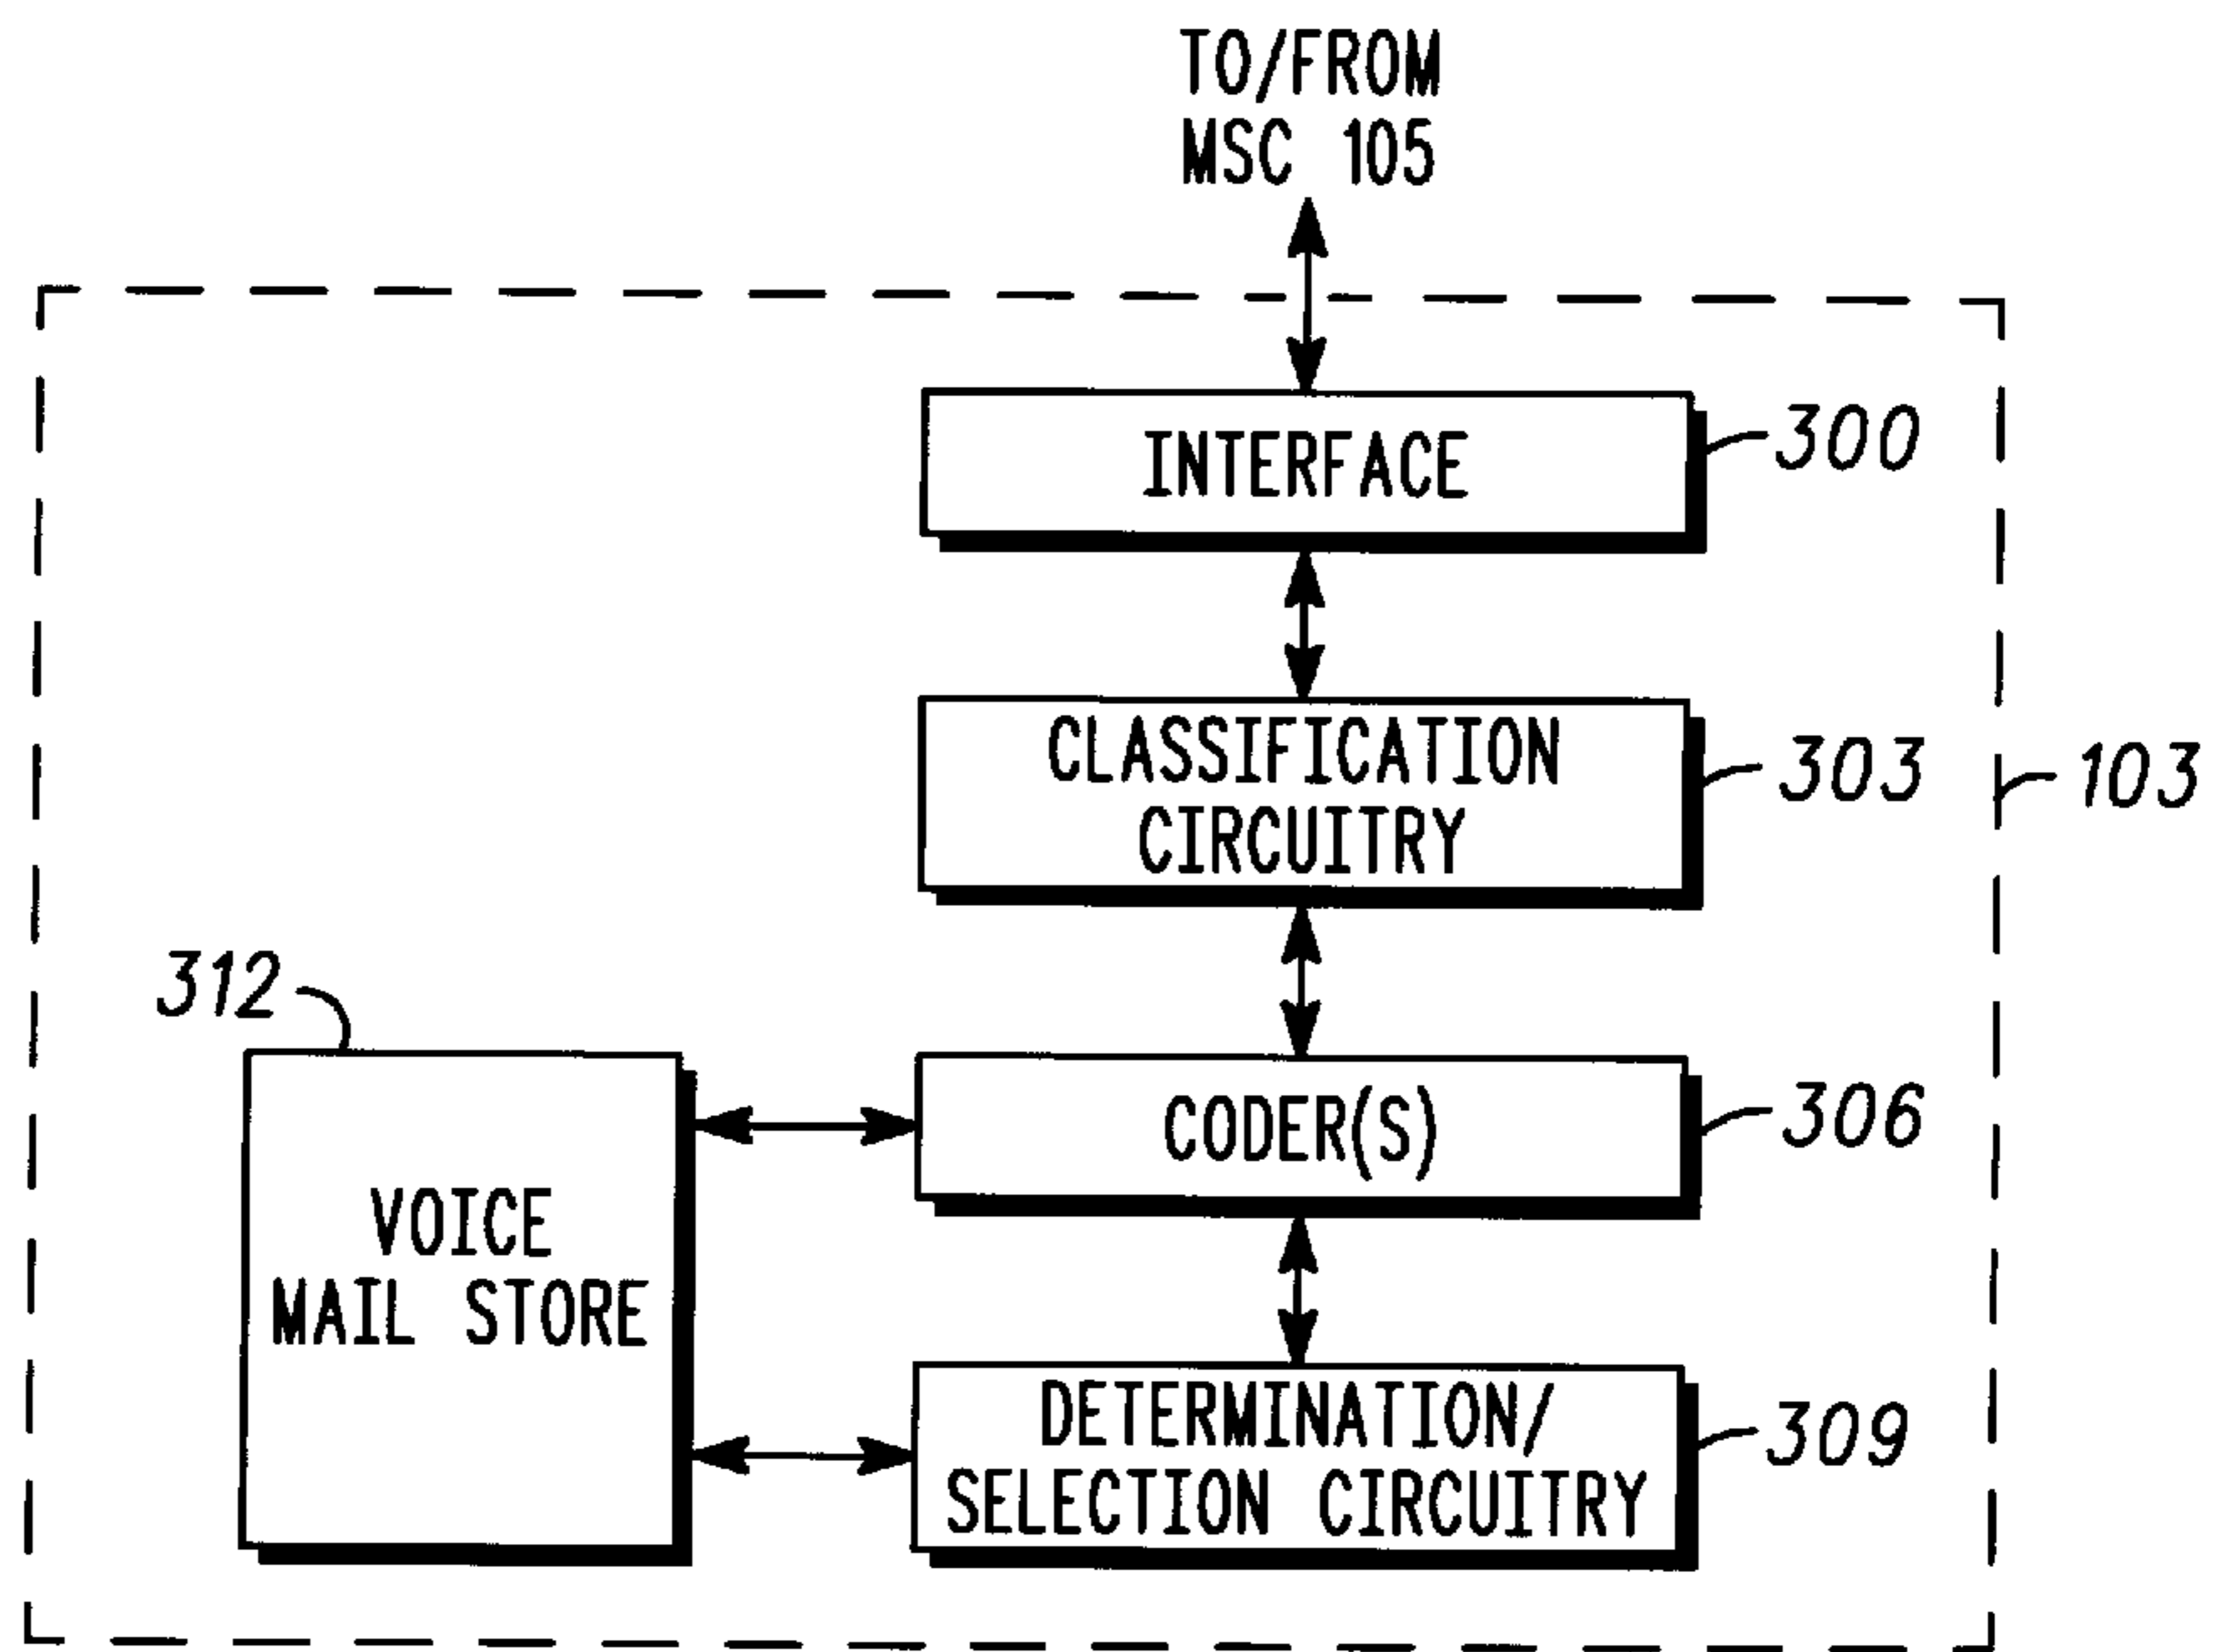 TO/FROM
MSC 105
INTERFACE
300
CLASSIFICATION
CIRCUITRY
303
103
312
VOICE
MAIL STORE
CODER(S)
306
DETERMINATION/
SELECTION CIRCUITRY
309